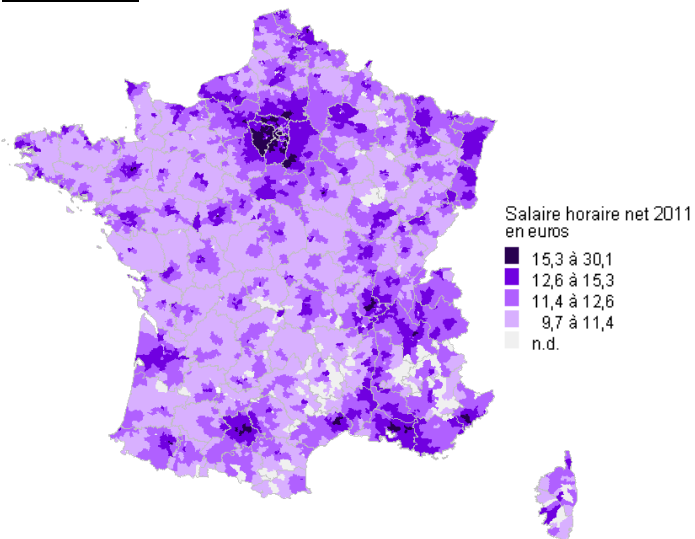 Salaire horaire net 2011
en euros
15,3 à 30,1
12,6 à 15,3
11,4 à 12,6
9,7 à 11,4
n.d.